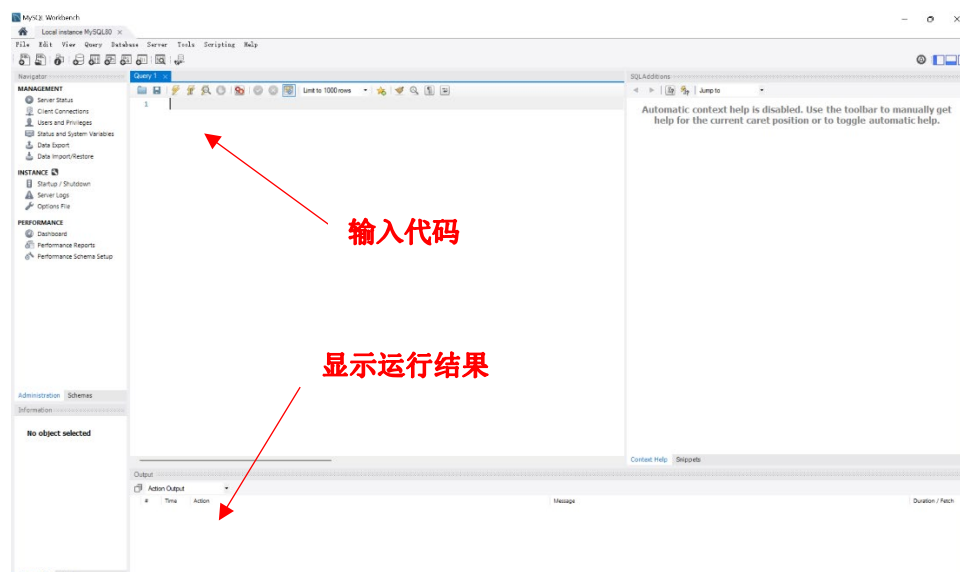 MySQL Workbench
Local instance MySQL80 ×
File Edit View Query Database Server Tools Scripting Help
Navigator
MANAGEMENT
Server Status
Client Connections
Users and Privileges
Status and System Variables
Data Export
Data Import/Restore
INSTANCE
Startup / Shutdown
Server Logs
Options File
PERFORMANCE
Dashboard
Performance Reports
Performance Schema Setup
Administration Schemas
Information
No object selected
Query 1 ×
Limit to 1000 rows
1
输入代码
显示运行结果
SQLAdditions
Jump to
Automatic context help is disabled. Use the toolbar to manually get
help for the current caret position or to toggle automatic help.
Context Help Snippets
Output
Action Output
# Time Action Message Duration / Fetch